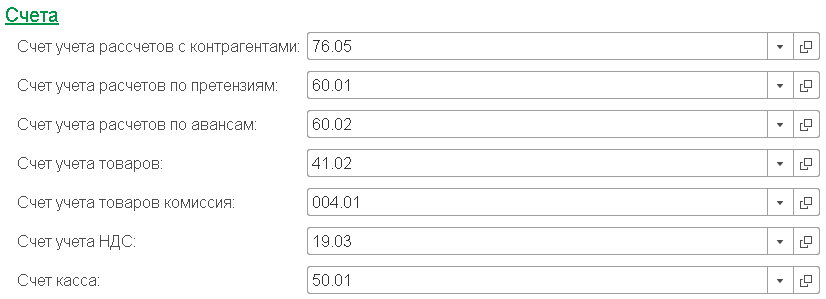 Счета
Счет учета рассчетов с контрагентами: 76.05
Счет учета расчетов по претензиям: 60.01
Счет учета расчетов по авансам: 60.02
Счет учета товаров: 41.02
Счет учета товаров комиссия: 004.01
Счет учета НДС: 19.03
Счет касса: 50.01